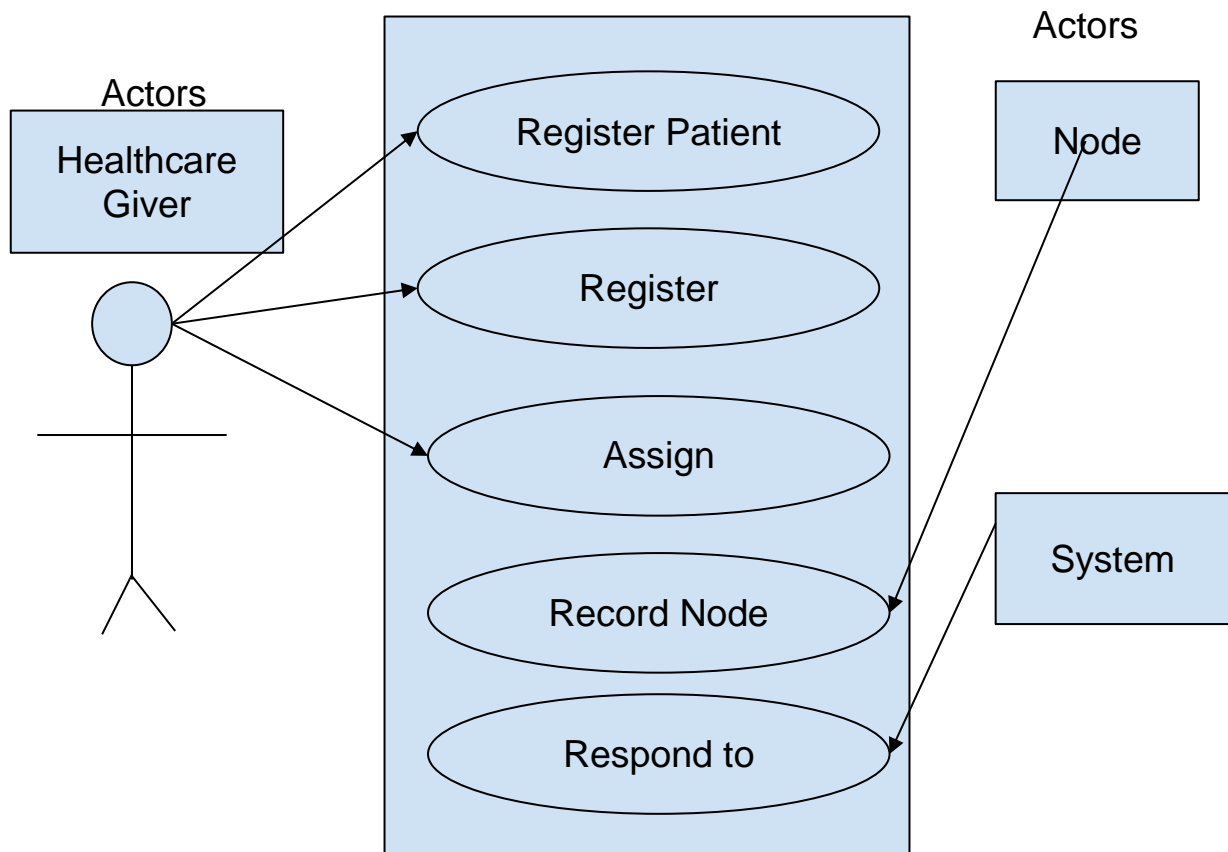 Actors
Healthcare
Giver
Register Patient
Register
Assign
Record Node
Respond to
Actors
Node
System